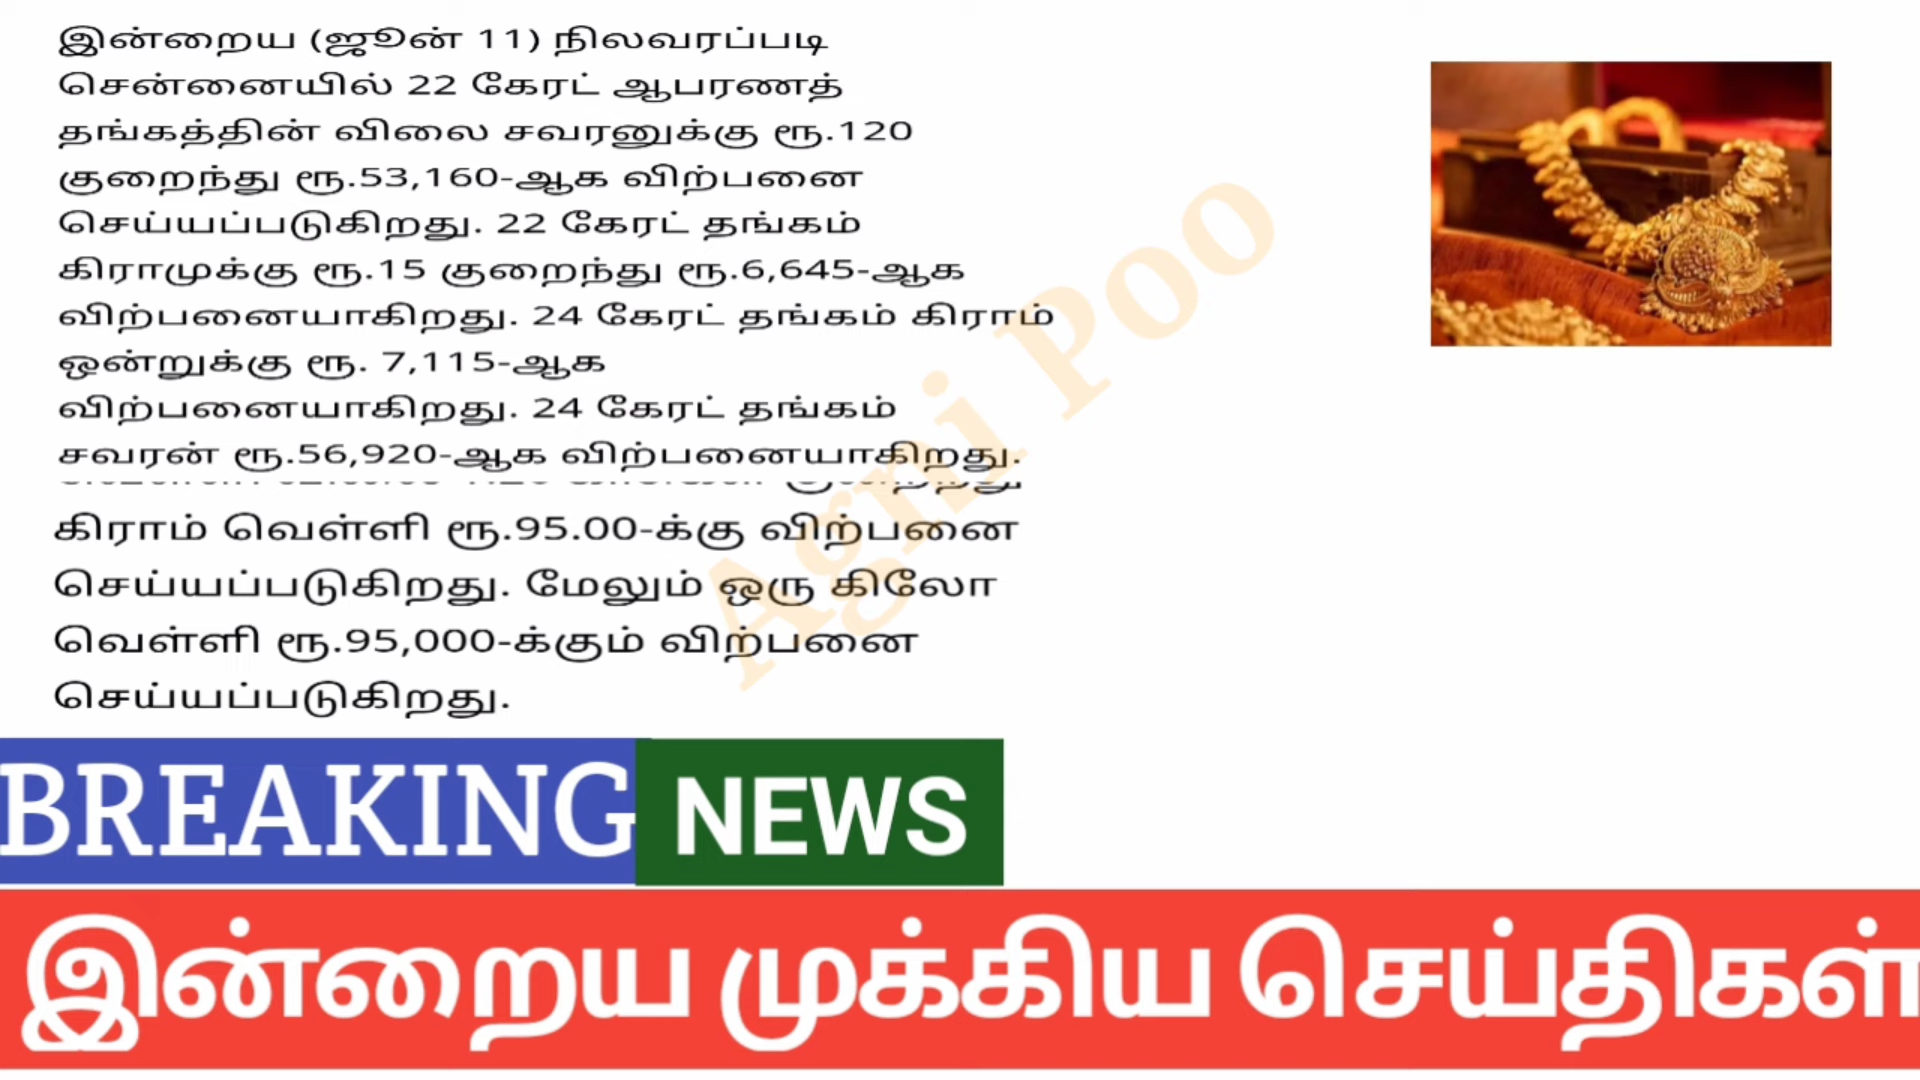 இன்றைய (ஜூன் 11) நிலவரப்படி
சென்னையில் 22 கேரட் ஆபரணத்
தங்கத்தின் விலை சவரனுக்கு ரூ.120
குறைந்து ரூ.53,160-ஆக விற்பனை
செய்யப்படுகிறது. 22 கேரட் தங்கம்
கிராமுக்கு ரூ.15 குறைந்து ரூ.6,645-ஆக
விற்பனையாகிறது. 24 கேரட் தங்கம் கிராம்
ஒன்றுக்கு ரூ. 7,115-ஆக
விற்பனையாகிறது. 24 கேரட் தங்கம்
சவரன் ரூ.56,920-ஆக விற்பனையாகிறது.
கிராம் வெள்ளி ரூ.95.00-க்கு விற்பனை
செய்யப்படுகிறது. மேலும் ஒரு கிலோ
வெள்ளி ரூ.95,000-க்கும் விற்பனை
செய்யப்படுகிறது.
Agni Poo
BREAKING NEWS
இன்றைய முக்கிய செய்திகள்